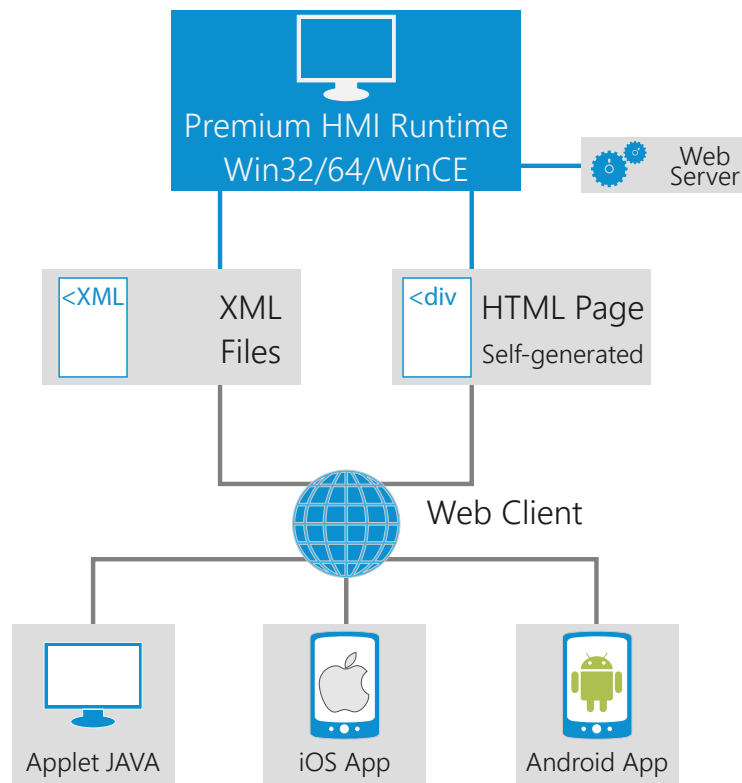 Premium HMI Runtime
Win32/64/WinCE
Web
Server
<XML
XML
Files
<div
HTML Page
Self-generated
Web Client
Applet JAVA
iOS App
Android App